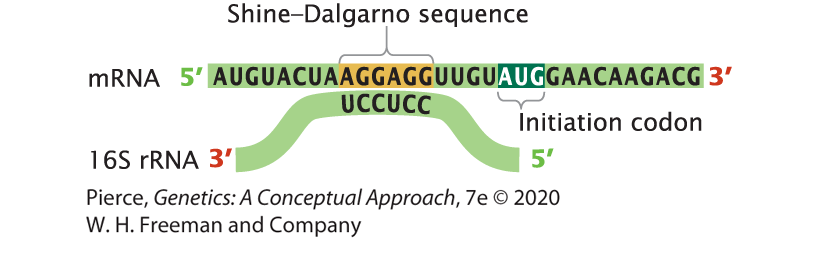 Shine–Dalgarno sequence
mRNA 5′ AUGUACUAAGGAGGUUGUAUGGAACAAGACG 3′
UCCUCC
Initiation codon
16S rRNA 3′ 5′
Pierce, Genetics: A Conceptual Approach, 7e © 2020
W. H. Freeman and Company